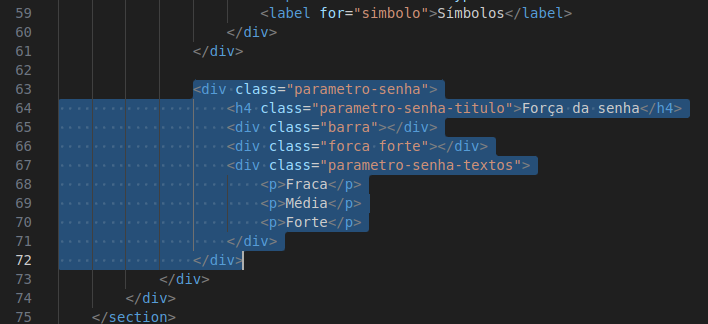 59 <label for="simbolo">Símbolos</label>
60 </div>
61 </div>
62
63 <div class="parametro-senha">
64 <h4 class="parametro-senha-titulo">Força da senha</h4>
65 <div class="barra"></div>
66 <div class="forca forte"></div>
67 <div class="parametro-senha-textos">
68 <p>Fraca</p>
69 <p>Média</p>
70 <p>Forte</p>
71 </div>
72 </div>
73 </div>
74 </div>
75 </section>